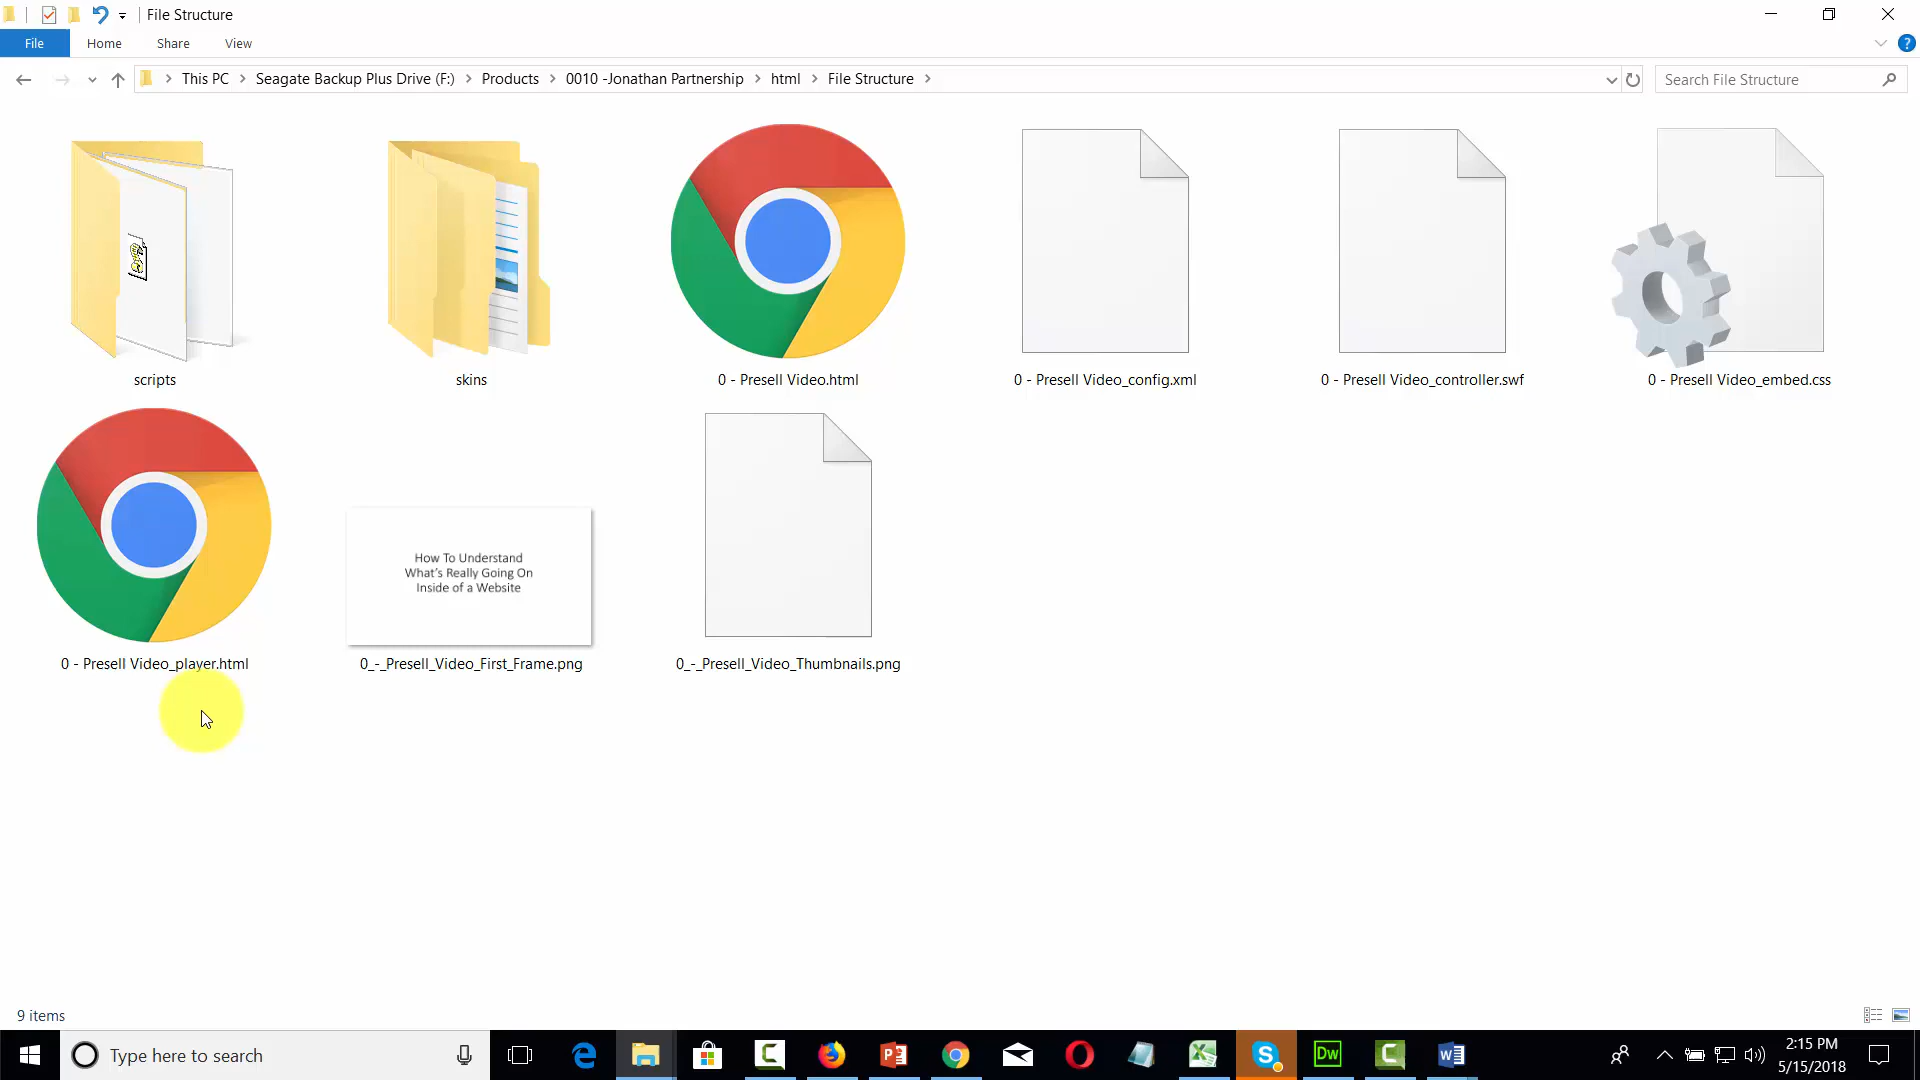 File Structure
File Home Share View
This PC Seagate Backup Plus Drive (F:) Products 0010 -Jonathan Partnership html File Structure
Search File Structure
scripts
skins
0 - Presell Video.html
0 - Presell Video_config.xml
0 - Presell Video_controller.swf
0 - Presell Video_embed.css
How To Understand
What's Really Going On
Inside of a Website
0 - Presell Video_player.html
0_-_Presell_Video_First_Frame.png
0_-_Presell_Video_Thumbnails.png
9 items
Type here to search
2:15 PM
5/15/2018